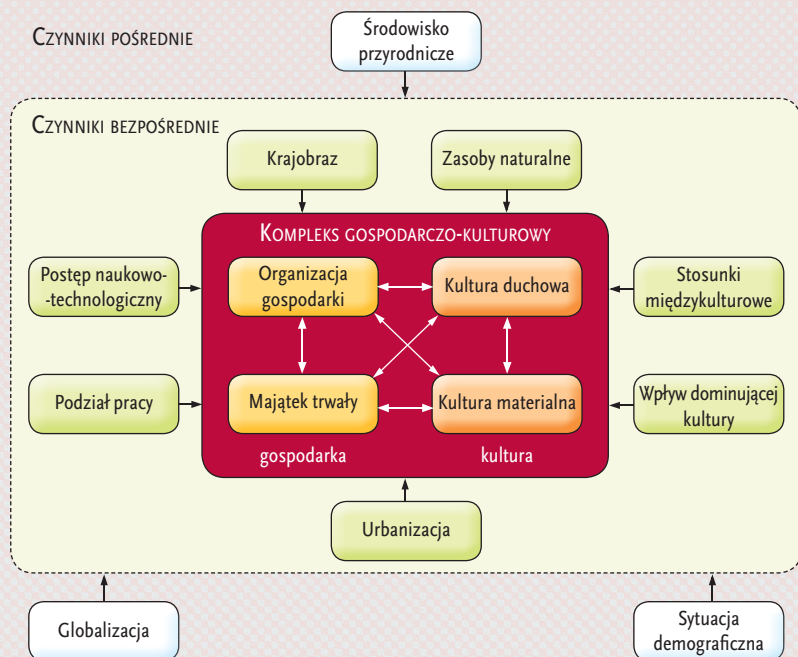 Czynniki pośrednie
Środowisko
przyrodnicze
Czynniki bezpośrednie
Krajobraz
Zasoby naturalne
Kompleks gospodarczo-kulturowy
Postęp naukowo-
-technologiczny
Organizacja
gospodarki
Kultura duchowa
Stosunki
międzykulturowe
Podział pracy
Majątek trwały
Kultura materialna
Wpływ dominującej
kultury
gospodarka
kultura
Urbanizacja
Globalizacja
Sytuacja
demograficzna